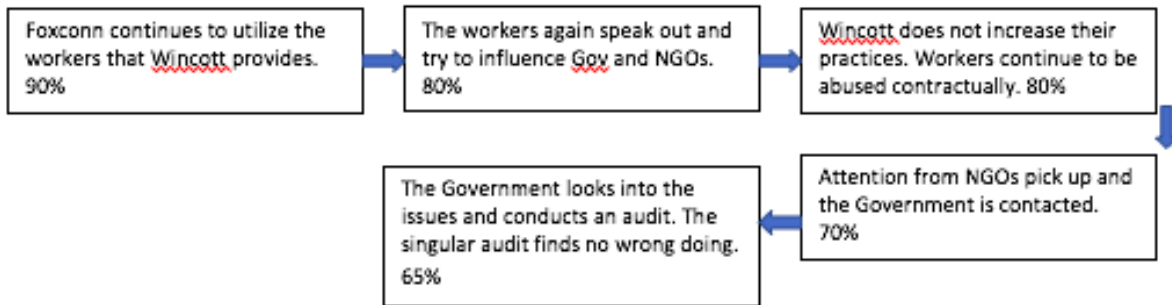 Foxconn continues to utilize the
workers that Wincott provides.
90%
The workers again speak out and
try to influence Gov and NGOs.
80%
Wincott does not increase their
practices. Workers continue to be
abused contractually. 80%
Attention from NGOs pick up and
the Government is contacted.
70%
The Government looks into the
issues and conducts an audit. The
singular audit finds no wrong doing.
65%